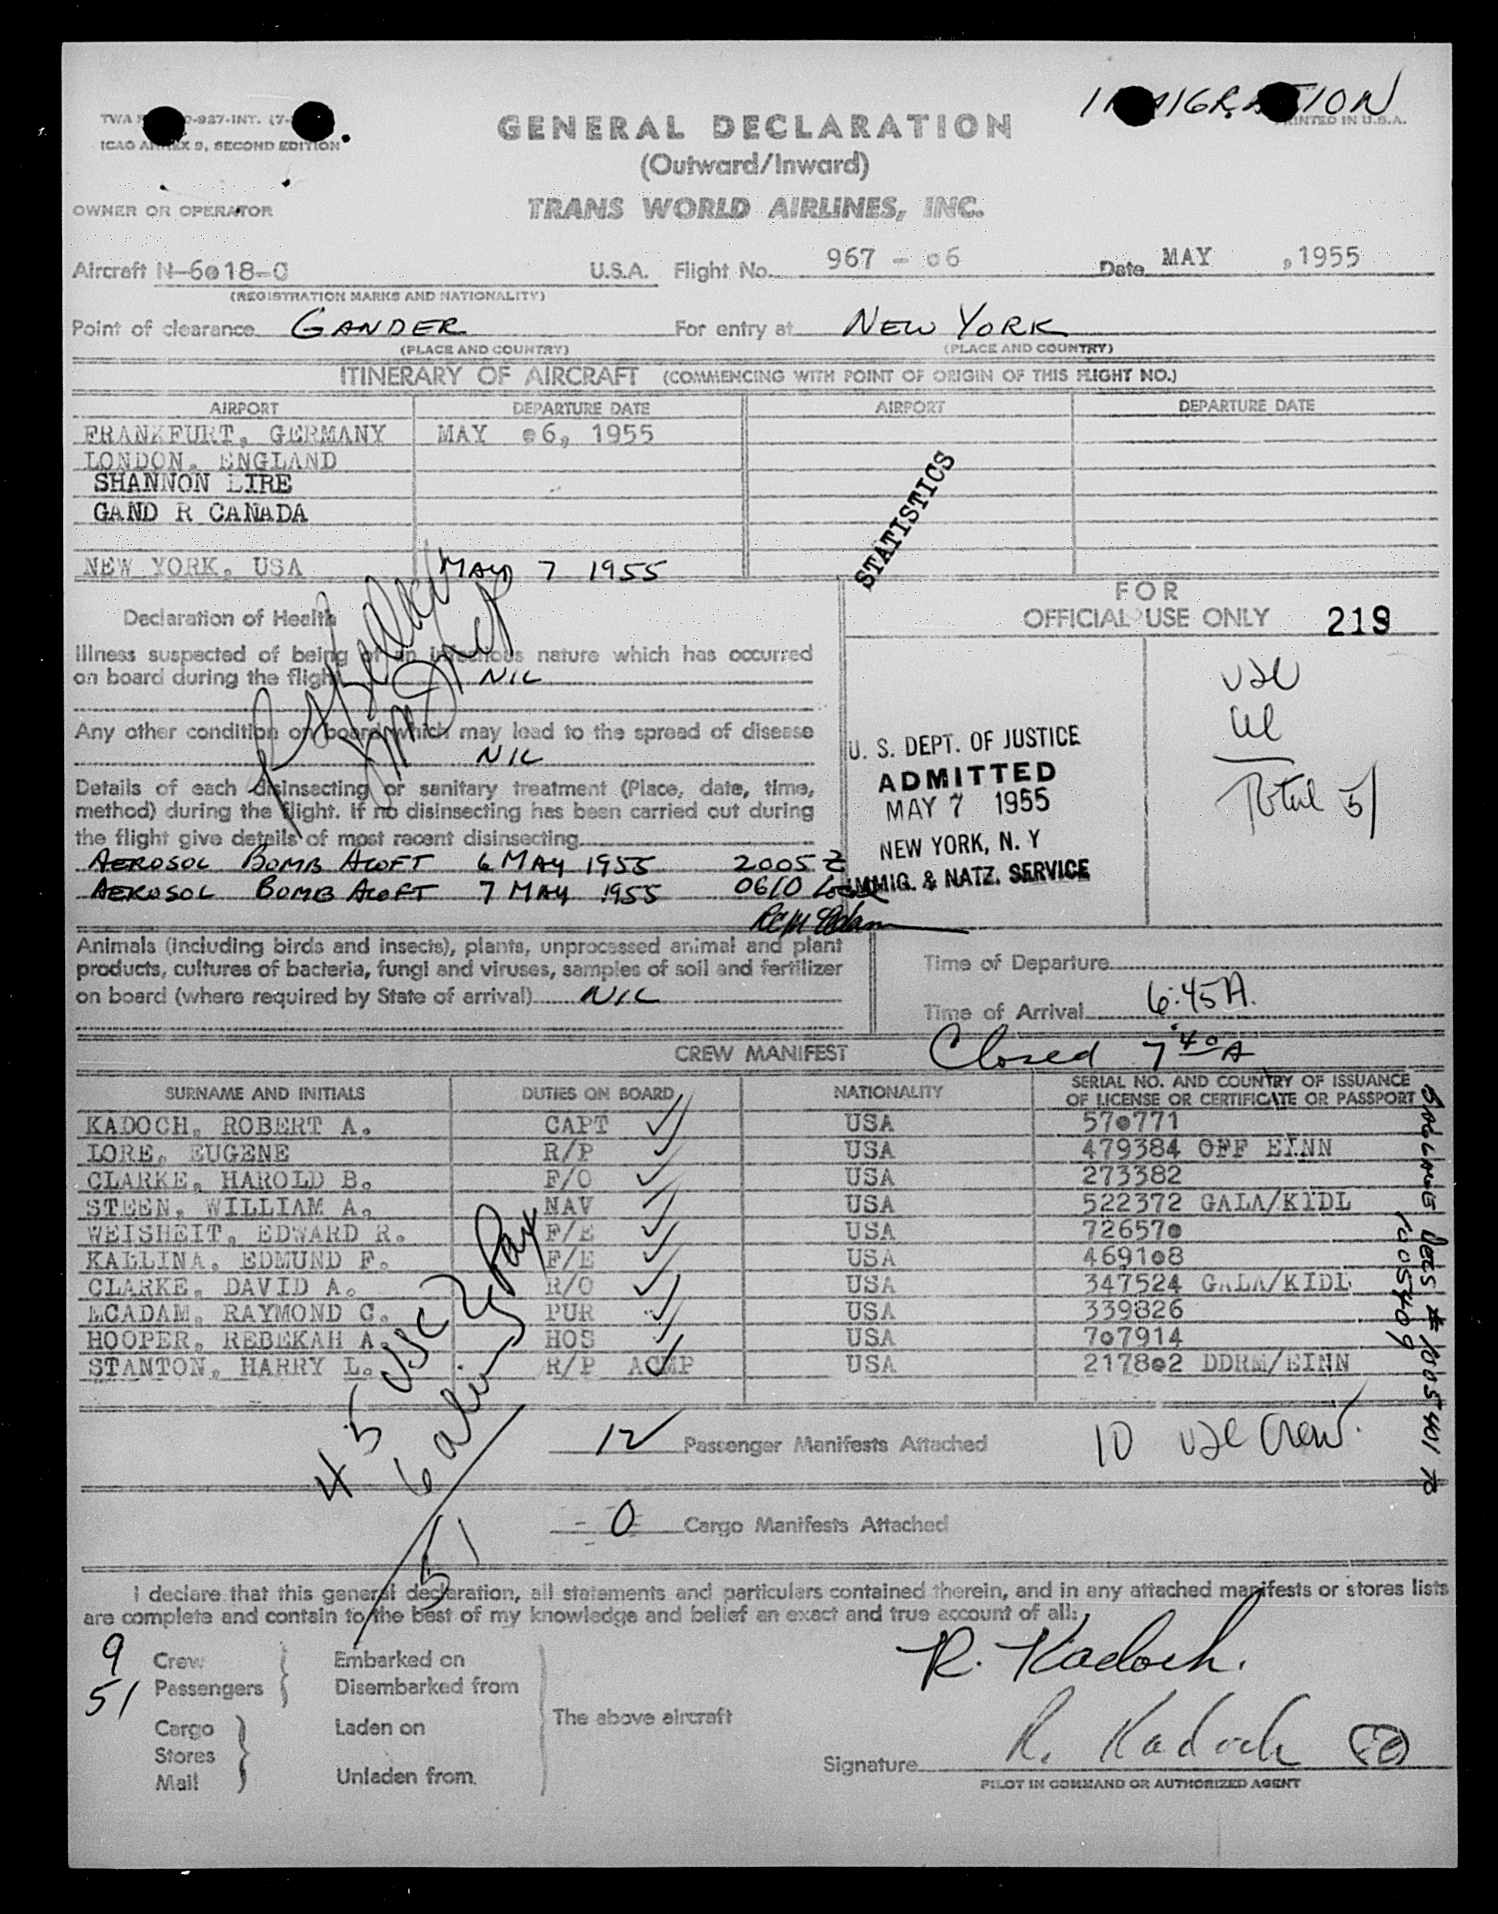 IMMIGRATION
TWA -927-INT. (7-
PRINTED IN U.S.A.
ICAO ANNEX 9, SECOND EDITION
GENERAL DECLARATION
(Outward/Inward)
OWNER OR OPERATOR
TRANS WORLD AIRLINES, INC.
Aircraft N-6018-C U.S.A. Flight No. 967 - 06 Date MAY , 1955
(REGISTRATION MARKS AND NATIONALITY)
Point of clearance GANDER For entry at NEW YORK
(PLACE AND COUNTRY) (PLACE AND COUNTRY)
ITINERARY OF AIRCRAFT (COMMENCING WITH POINT OF ORIGIN OF THIS FLIGHT NO.)
AIRPORT DEPARTURE DATE AIRPORT DEPARTURE DATE
FRANKFURT, GERMANY MAY 06, 1955
LONDON, ENGLAND
SHANNON LIRE
GAND R CANADA
NEW YORK, USA MAY 7 1955
STATISTICS
FOR
OFFICIAL USE ONLY 219
Declaration of Health
Illness suspected of being of an infectious nature which has occurred
on board during the flight NIL
Any other condition on board which may lead to the spread of disease
NIL
Details of each disinsecting or sanitary treatment (Place, date, time,
method) during the flight. If no disinsecting has been carried out during
the flight give details of most recent disinsecting
AEROSOL BOMB ALOFT 6 MAY 1955 2005 Z
AEROSOL BOMB ALOFT 7 MAY 1955 0610 Local
U. S. DEPT. OF JUSTICE
ADMITTED
MAY 7 1955
NEW YORK, N. Y
IMMIG. & NATZ. SERVICE
Total 51
Animals (including birds and insects), plants, unprocessed animal and plant
products, cultures of bacteria, fungi and viruses, samples of soil and fertilizer
on board (where required by State of arrival) NIL
Time of Departure
Time of Arrival 6:45A.
Closed 7:40 A
CREW MANIFEST
SURNAME AND INITIALS DUTIES ON BOARD NATIONALITY SERIAL NO. AND COUNTRY OF ISSUANCE
OF LICENSE OR CERTIFICATE OR PASSPORT
KADOCH, ROBERT A. CAPT USA 570771
LORE, EUGENE R/P USA 479384 OFF EINN
CLARKE, HAROLD B. F/O USA 273382
STEEN, WILLIAM A. NAV USA 522372 GALA/KIDL
WEISHEIT, EDWARD R. F/E USA 726570
KALLINA, EDMUND F. F/E USA 469108
CLARKE, DAVID A. R/O USA 347524 GALA/KIDL
MCADAM, RAYMOND C. PUR USA 339826
HOOPER, REBEKAH A. HOS USA 707914
STANTON, HARRY L. R/P ACMP USA 217802 DDRM/EINN
BAGGAGE DECS # 1005401 TO
1005409
45 USC Pax
6 alien
51
12 Passenger Manifests Attached 10 USC Crew.
- 0 Cargo Manifests Attached
I declare that this general declaration, all statements and particulars contained therein, and in any attached manifests or stores lists
are complete and contain to the best of my knowledge and belief an exact and true account of all:
9 Crew Embarked on
51 Passengers Disembarked from
The above aircraft
Cargo Laden on
Stores
Mail Unladen from
R. Kadoch.
Signature R. Kadoch
PILOT IN COMMAND OR AUTHORIZED AGENT